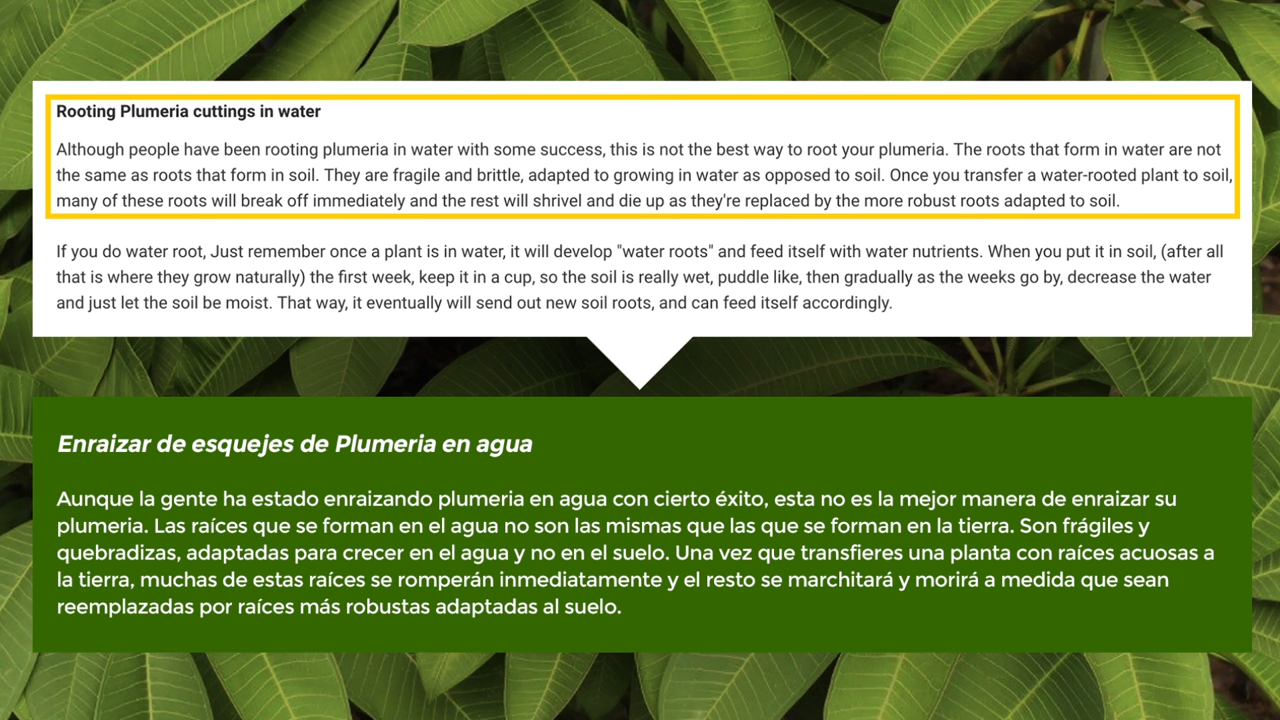 Rooting Plumeria cuttings in water
Although people have been rooting plumeria in water with some success, this is not the best way to root your plumeria. The roots that form in water are not
the same as roots that form in soil. They are fragile and brittle, adapted to growing in water as opposed to soil. Once you transfer a water-rooted plant to soil,
many of these roots will break off immediately and the rest will shrivel and die up as they're replaced by the more robust roots adapted to soil.
If you do water root, Just remember once a plant is in water, it will develop "water roots" and feed itself with water nutrients. When you put it in soil, (after all
that is where they grow naturally) the first week, keep it in a cup, so the soil is really wet, puddle like, then gradually as the weeks go by, decrease the water
and just let the soil be moist. That way, it eventually will send out new soil roots, and can feed itself accordingly.
Enraizar de esquejes de Plumeria en agua
Aunque la gente ha estado enraizando plumeria en agua con cierto éxito, esta no es la mejor manera de enraizar su
plumeria. Las raíces que se forman en el agua no son las mismas que las que se forman en la tierra. Son frágiles y
quebradizas, adaptadas para crecer en el agua y no en el suelo. Una vez que transfieres una planta con raíces acuosas a
la tierra, muchas de estas raíces se romperán inmediatamente y el resto se marchitará y morirá a medida que sean
reemplazadas por raíces más robustas adaptadas al suelo.